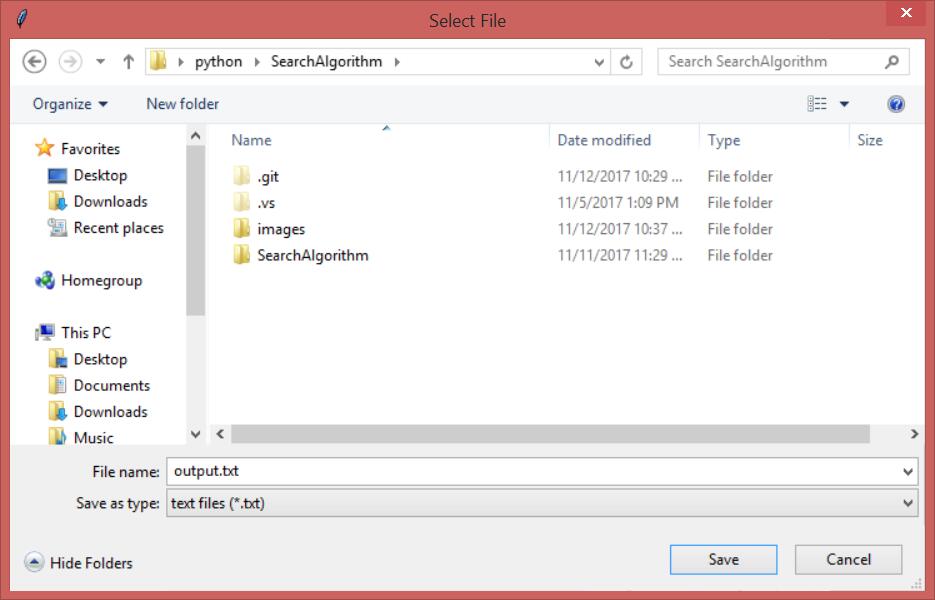 Select File
python SearchAlgorithm
Search SearchAlgorithm
Organize New folder
Favorites
Desktop
Downloads
Recent places
Homegroup
This PC
Desktop
Documents
Downloads
Music
Name Date modified Type Size
.git 11/12/2017 10:29 ... File folder
.vs 11/5/2017 1:09 PM File folder
images 11/12/2017 10:37 ... File folder
SearchAlgorithm 11/11/2017 11:29 ... File folder
File name: output.txt
Save as type: text files (*.txt)
Hide Folders
Save Cancel